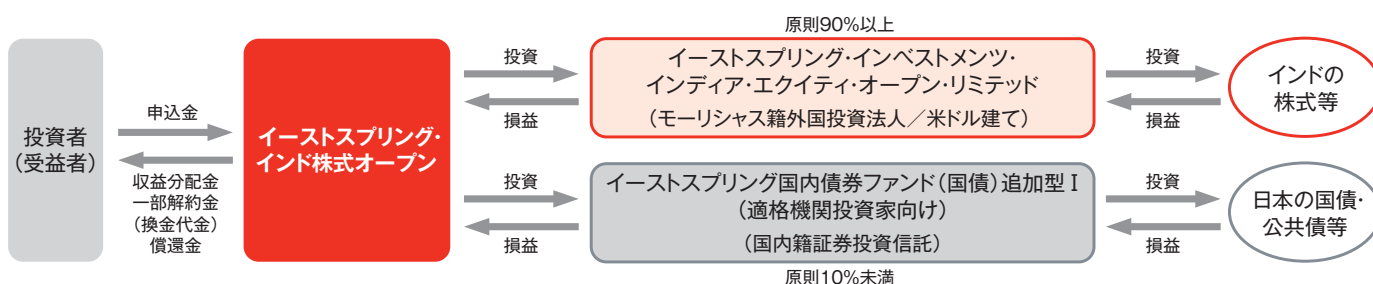 投資者
(受益者)
申込金
収益分配金
一部解約金
(換金代金)
償還金
イーストスプリング・
インド株式オープン
投資
損益
原則90%以上
イーストスプリング・インベストメンツ・
インディア・エクイティ・オープン・リミテッド
(モーリシャス籍外国投資法人／米ドル建て)
投資
損益
インドの
株式等
投資
損益
イーストスプリング国内債券ファンド(国債)追加型Ⅰ
(適格機関投資家向け)
(国内籍証券投資信託)
原則10%未満
投資
損益
日本の国債・
公共債等